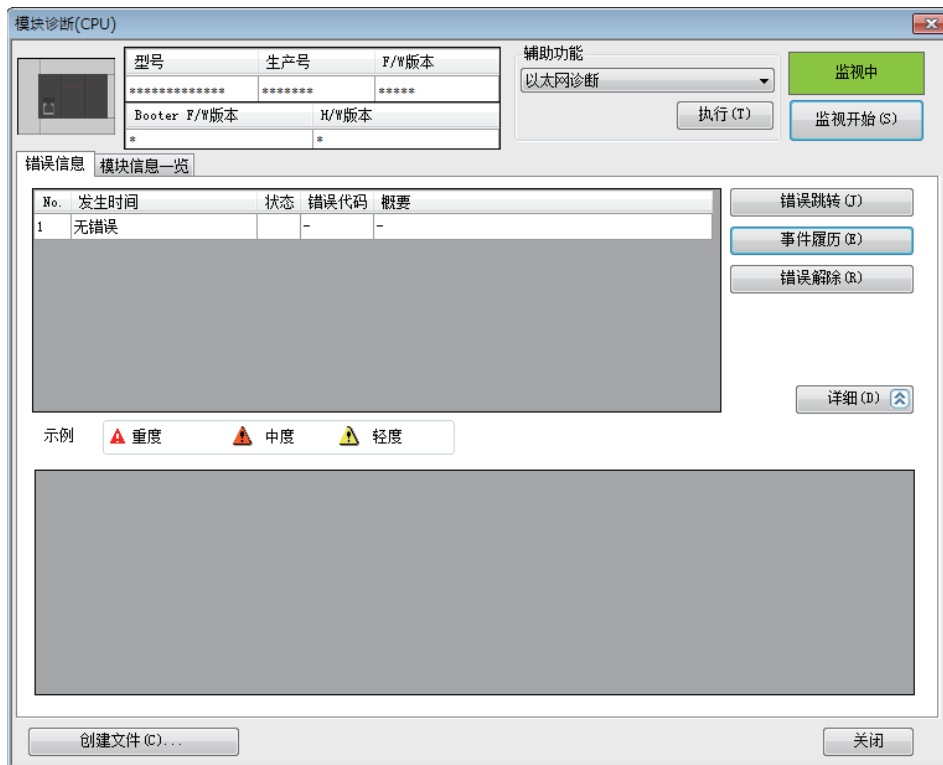 模块诊断(CPU)
型号 生产号 F/W版本
************* ******* *****
Booter F/W版本 H/W版本
* *
辅助功能
以太网诊断
执行(T)
监视中
监视开始(S)
错误信息 模块信息一览
No. 发生时间 状态 错误代码 概要
1 无错误 - -
错误跳转(J)
事件履历(E)
错误解除(R)
详细(D)
示例 重度 中度 轻度
创建文件(C)...
关闭